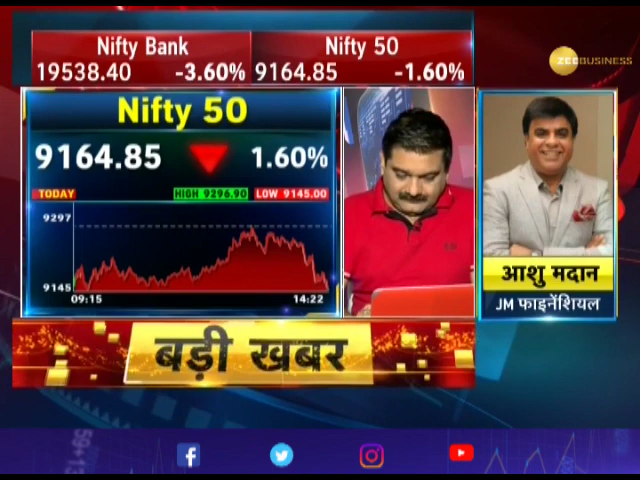 Nifty Bank
19538.40 -3.60%
Nifty 50
9164.85 -1.60%
ZEE BUSINESS
Nifty 50
9164.85 1.60%
TODAY HIGH 9296.90 LOW 9145.00
9297
9145
09:15 14:22
आशु मदान
JM फाइनेंशियल
बड़ी खबर
59+13